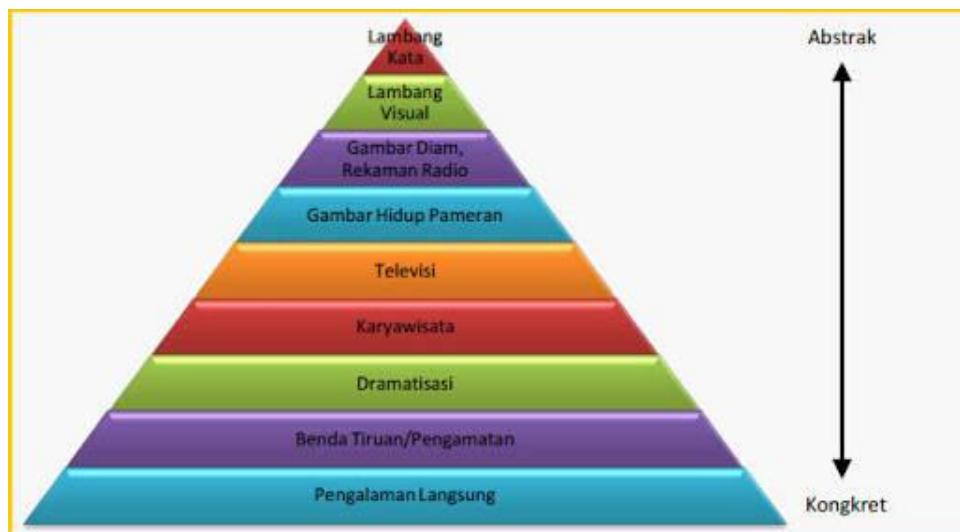 Lambang
Kata
Lambang
Visual
Gambar Diam,
Rekaman Radio
Gambar Hidup Pameran
Televisi
Karyawisata
Dramatisasi
Benda Tiruan/Pengamatan
Pengalaman Langsung
Abstrak
Kongkret